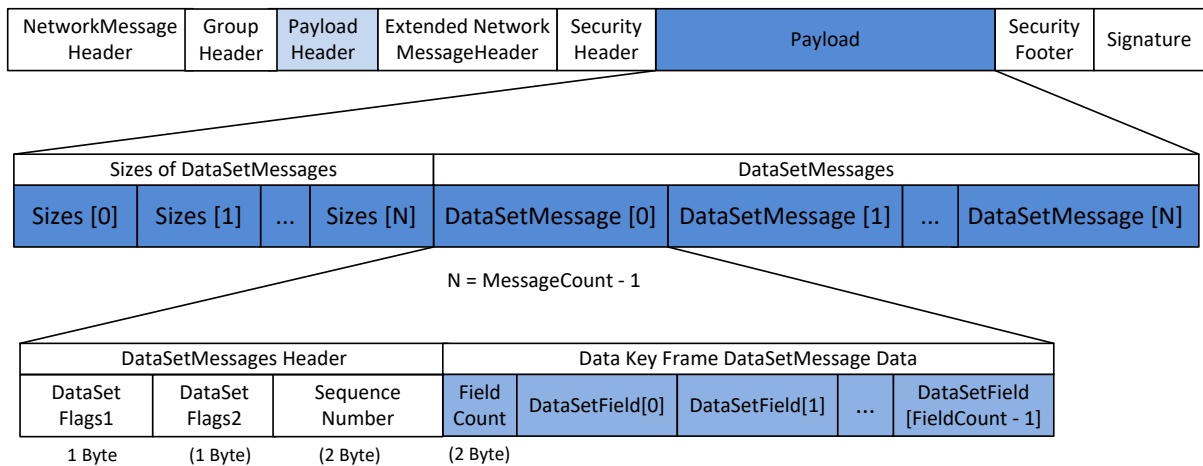 NetworkMessage Header
Group Header
Payload Header
Extended Network MessageHeader
Security Header
Payload
Security Footer
Signature
Sizes of DataSetMessages
DataSetMessages
Sizes [0]
Sizes [1]
...
Sizes [N]
DataSetMessage [0]
DataSetMessage [1]
...
DataSetMessage [N]
N = MessageCount - 1
DataSetMessages Header
Data Key Frame DataSetMessage Data
DataSet Flags1
DataSet Flags2
Sequence Number
Field Count
DataSetField[0]
DataSetField[1]
...
DataSetField [FieldCount - 1]
1 Byte
(1 Byte)
(2 Byte)
(2 Byte)